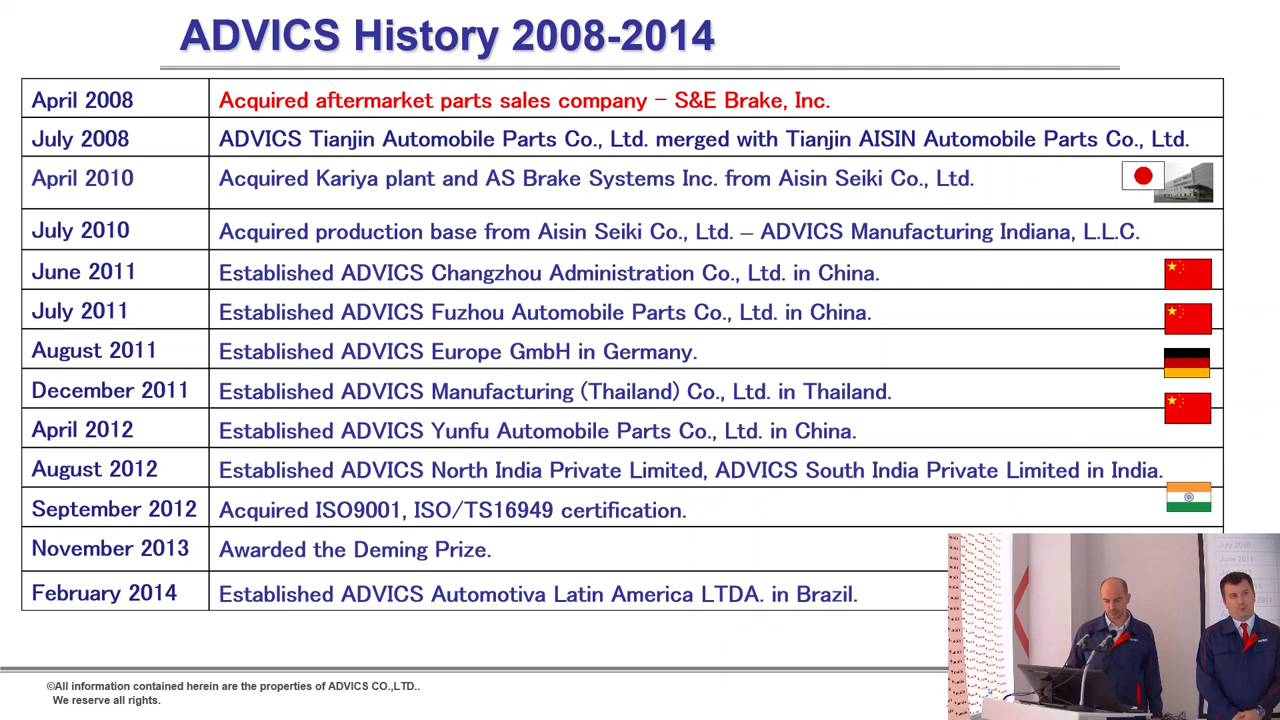 ADVICS History 2008-2014
April 2008 Acquired aftermarket parts sales company – S&E Brake, Inc.
July 2008 ADVICS Tianjin Automobile Parts Co., Ltd. merged with Tianjin AISIN Automobile Parts Co., Ltd.
April 2010 Acquired Kariya plant and AS Brake Systems Inc. from Aisin Seiki Co., Ltd.
July 2010 Acquired production base from Aisin Seiki Co., Ltd. – ADVICS Manufacturing Indiana, L.L.C.
June 2011 Established ADVICS Changzhou Administration Co., Ltd. in China.
July 2011 Established ADVICS Fuzhou Automobile Parts Co., Ltd. in China.
August 2011 Established ADVICS Europe GmbH in Germany.
December 2011 Established ADVICS Manufacturing (Thailand) Co., Ltd. in Thailand.
April 2012 Established ADVICS Yunfu Automobile Parts Co., Ltd. in China.
August 2012 Established ADVICS North India Private Limited, ADVICS South India Private Limited in India.
September 2012 Acquired ISO9001, ISO/TS16949 certification.
November 2013 Awarded the Deming Prize.
February 2014 Established ADVICS Automotiva Latin America LTDA. in Brazil.
July 2010
June 2011
©All information contained herein are the properties of ADVICS CO.,LTD..
We reserve all rights.